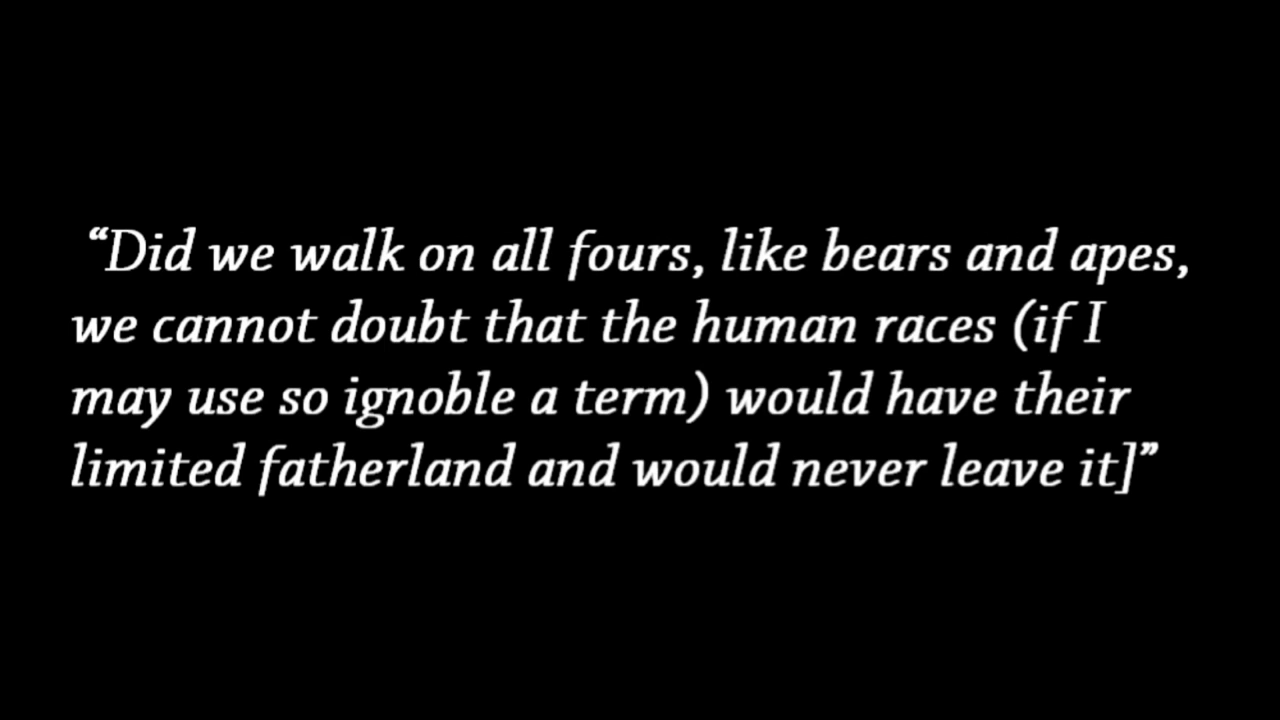 “Did we walk on all fours, like bears and apes,
we cannot doubt that the human races (if I
may use so ignoble a term) would have their
limited fatherland and would never leave it]”